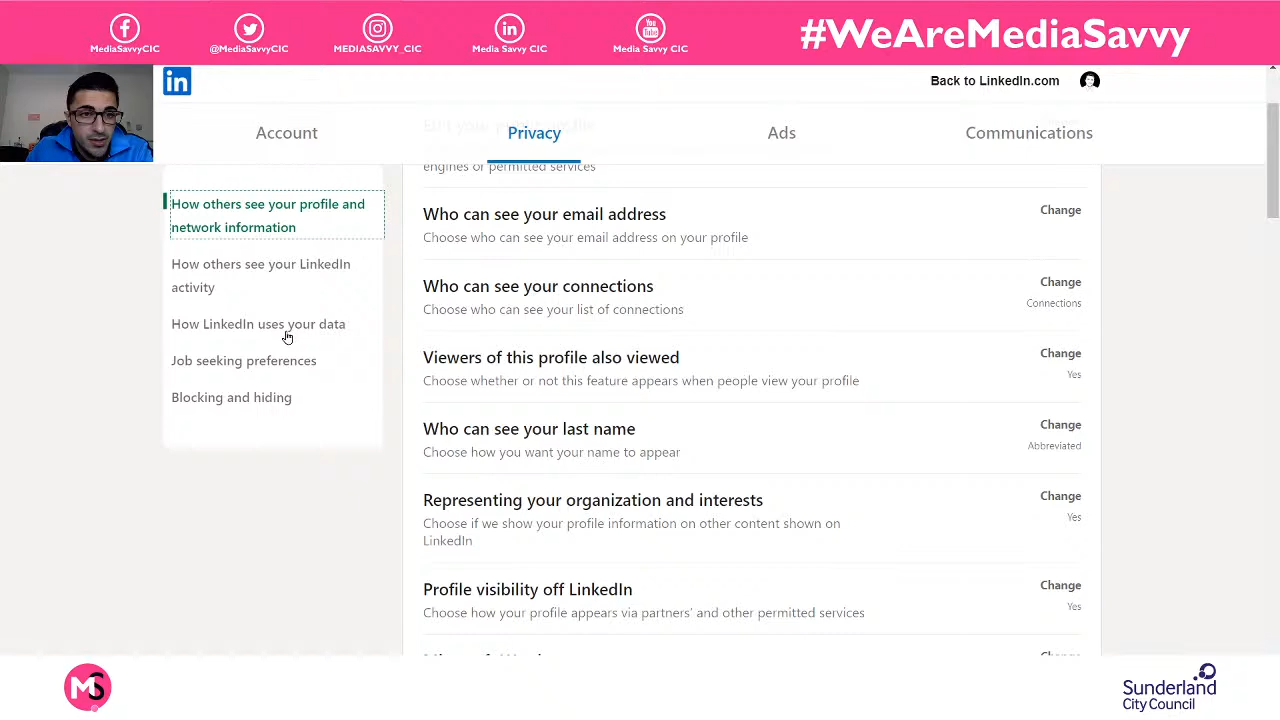 MediaSavvyCIC
@MediaSavvyCIC
MEDIASAVVY_CIC
in
Media Savvy CIC
You
Tube
Media Savvy CIC
#WeAreMediaSavvy
in
Back to LinkedIn.com
Account
Privacy
Ads
Communications
engines or permitted services
How others see your profile and
network information
How others see your LinkedIn
activity
How LinkedIn uses your data
Job seeking preferences
Blocking and hiding
Who can see your email address
Change
Choose who can see your email address on your profile
Who can see your connections
Change
Choose who can see your list of connections
Connections
Viewers of this profile also viewed
Change
Choose whether or not this feature appears when people view your profile
Yes
Who can see your last name
Change
Choose how you want your name to appear
Abbreviated
Representing your organization and interests
Change
Choose if we show your profile information on other content shown on
LinkedIn
Yes
Profile visibility off LinkedIn
Change
Choose how your profile appears via partners' and other permitted services
Yes
Change
MS
Sunderland
City Council